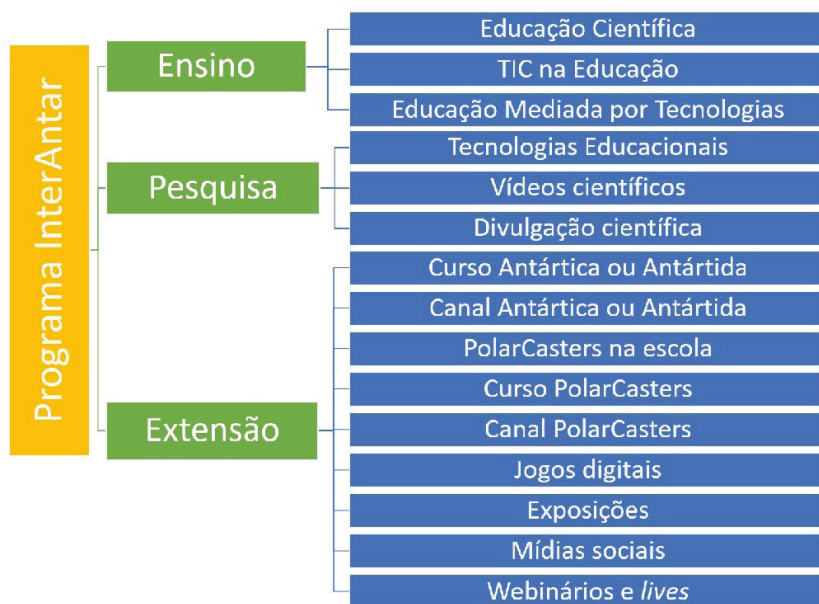 Programa InterAntar
Ensino
Educação Científica
TIC na Educação
Educação Mediada por Tecnologias
Pesquisa
Tecnologias Educacionais
Vídeos científicos
Divulgação científica
Extensão
Curso Antártica ou Antártida
Canal Antártica ou Antártida
PolarCasters na escola
Curso PolarCasters
Canal PolarCasters
Jogos digitais
Exposições
Mídias sociais
Webinários e lives